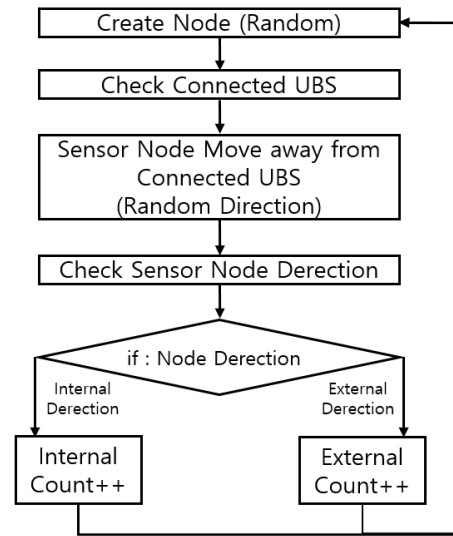 Create Node (Random)
Check Connected UBS
Sensor Node Move away from
Connected UBS
(Random Direction)
Check Sensor Node Derection
if : Node Derection
Internal
Derection
External
Derection
Internal
Count++
External
Count++